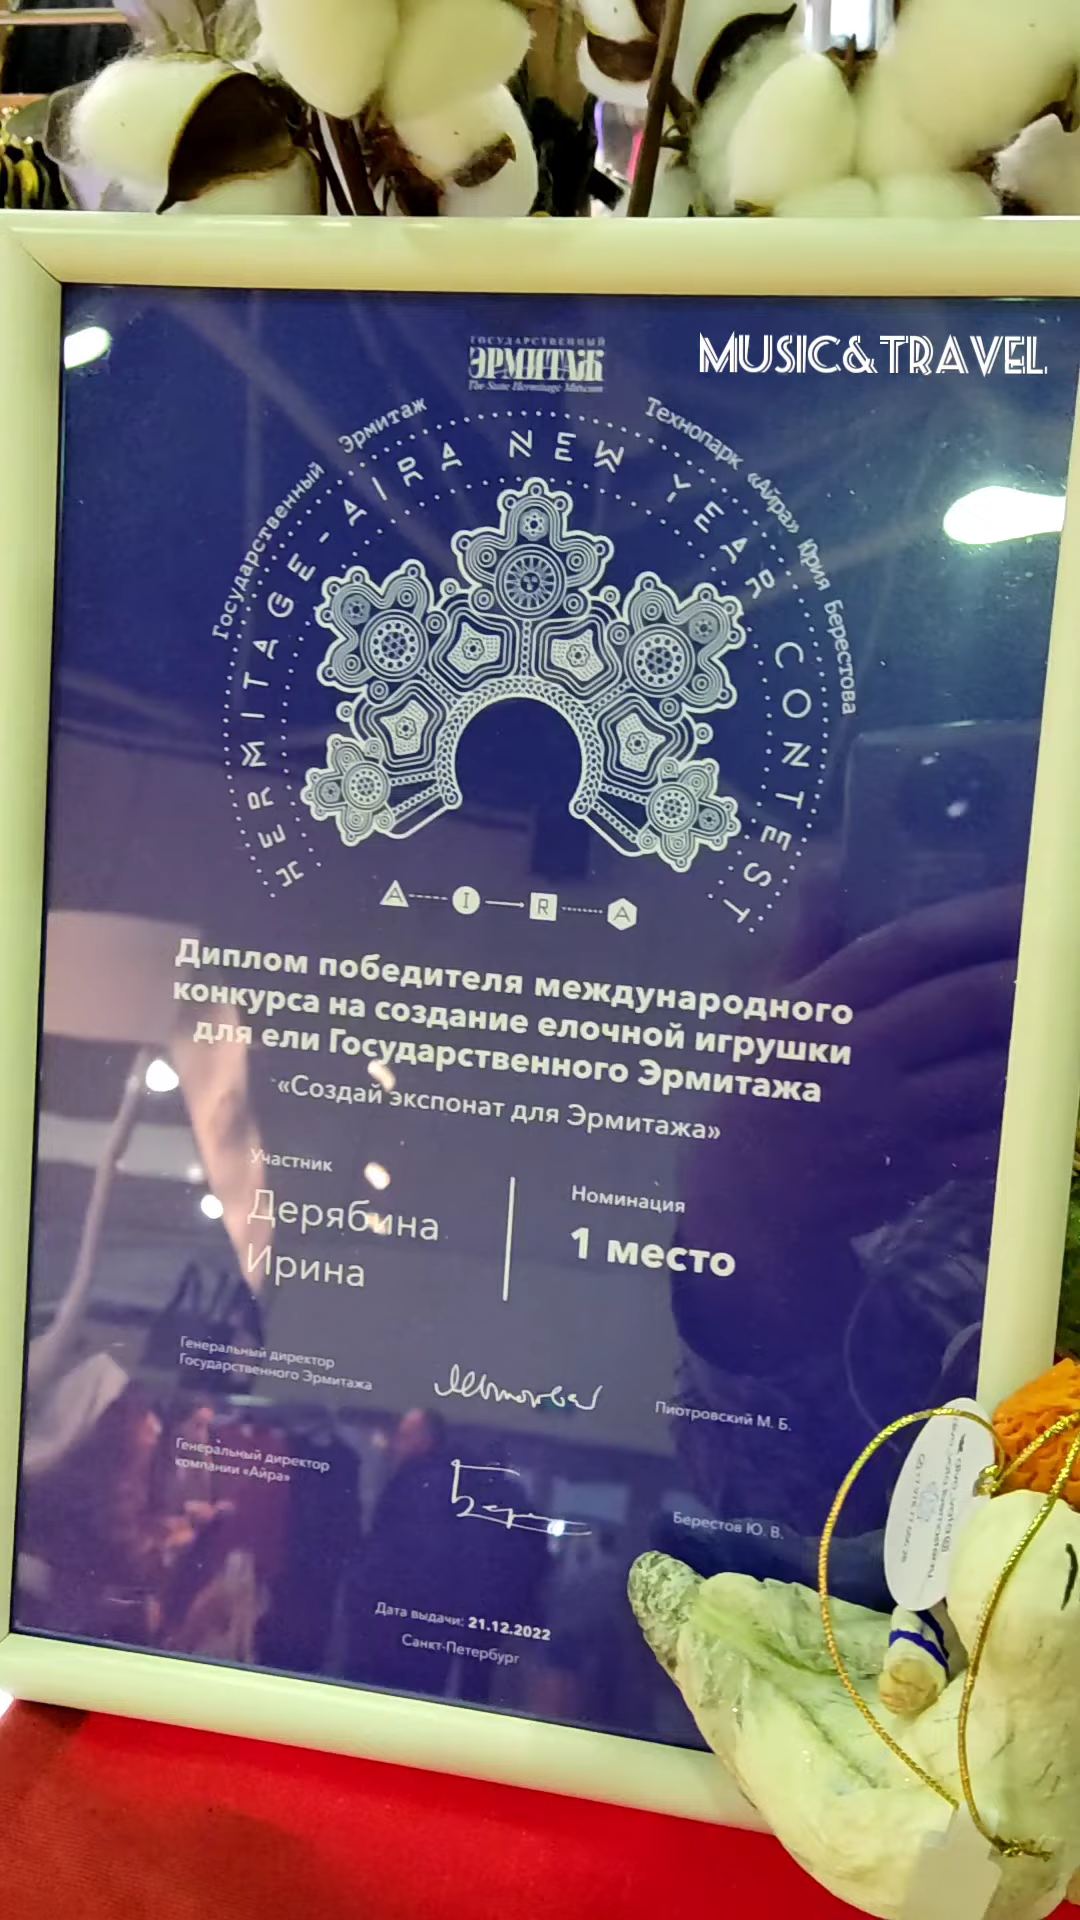 MUSIC&TRAVEL
ГОСУДАРСТВЕННЫЙ
ЭРМИТАЖ
The State Hermitage Museum
Государственный Эрмитаж
Технопарк «Айра» Юрия Берестова
HERMITAGE-AIRA NEW YEAR CONTEST
AIRA
Диплом победителя международного
конкурса на создание елочной игрушки
для ели Государственного Эрмитажа
«Создай экспонат для Эрмитажа»
Участник
Дерябина
Ирина
Номинация
1 место
Генеральный директор
Государственного Эрмитажа
Пиотровский М. Б.
Генеральный директор
компании «Айра»
Берестов Ю. В.
Дата выдачи: 21.12.2022
Санкт-Петербург